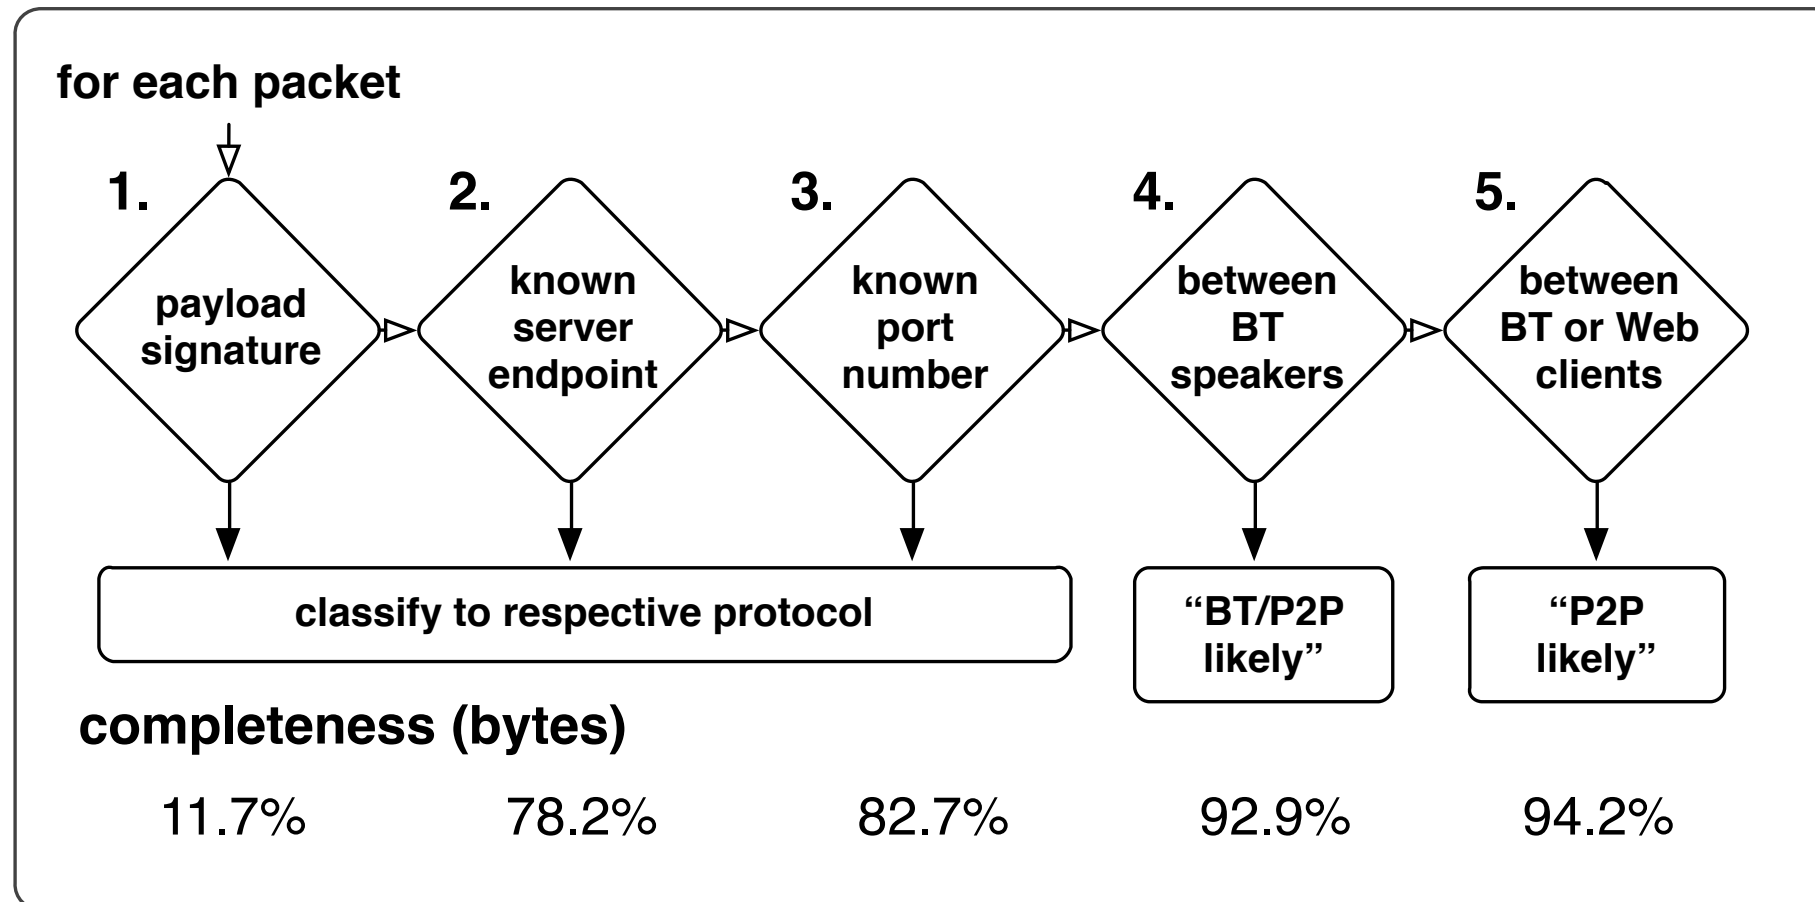 for each packet
1.
payload
signature
2.
known
server
endpoint
3.
known
port
number
4.
between
BT
speakers
5.
between
BT or Web
clients
classify to respective protocol
“BT/P2P
likely”
“P2P
likely”
completeness (bytes)
11.7% 78.2% 82.7% 92.9% 94.2%